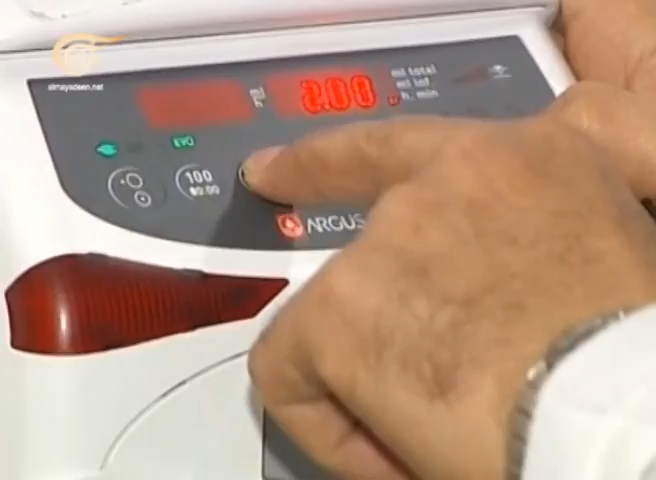 almayadeen.net
ml
h
2.00
ml total
ml inf.
h. min
EVO
100
00:00
ARGUS